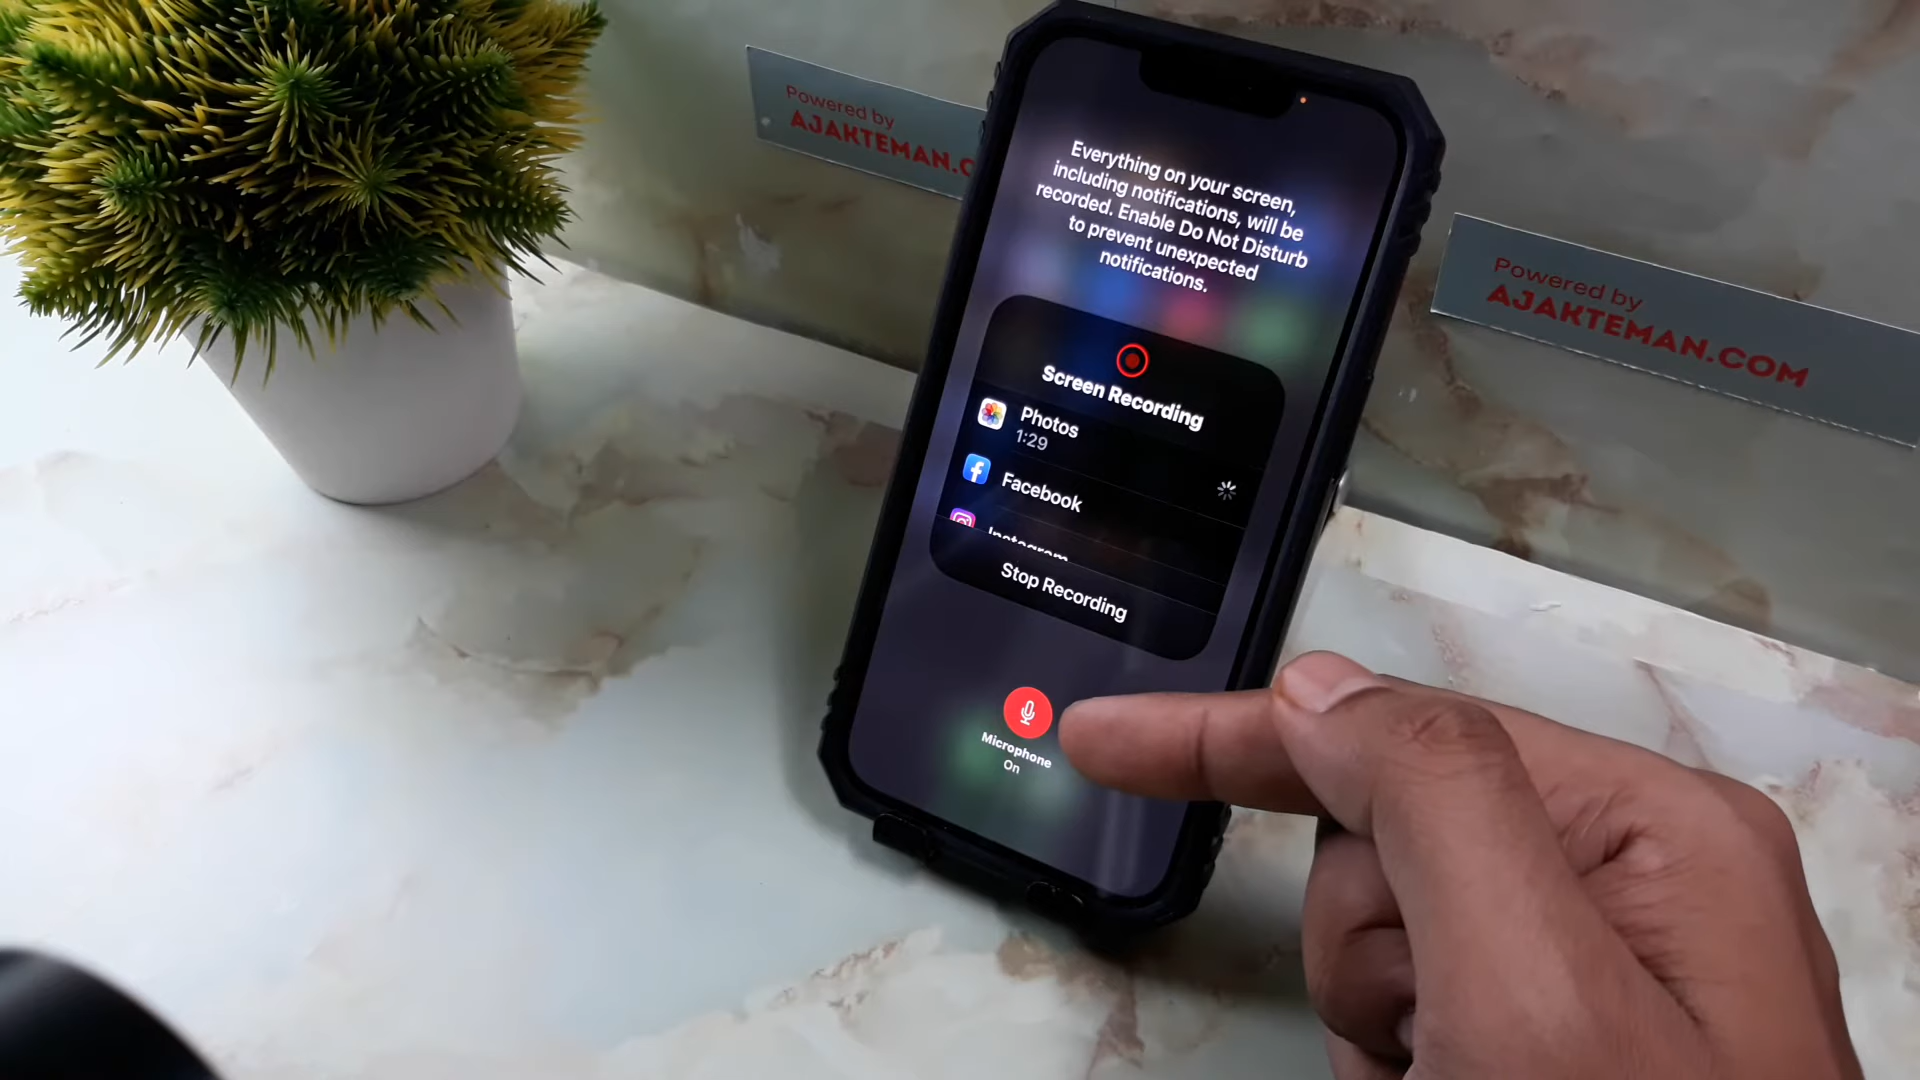 Powered by
AJAKTEMAN.C
Everything on your screen,
including notifications, will be
recorded. Enable Do Not Disturb
to prevent unexpected
notifications.
Powered by
AJAKTEMAN.COM
Screen Recording
Photos
1:29
Facebook
Instagram
Stop Recording
Microphone
On